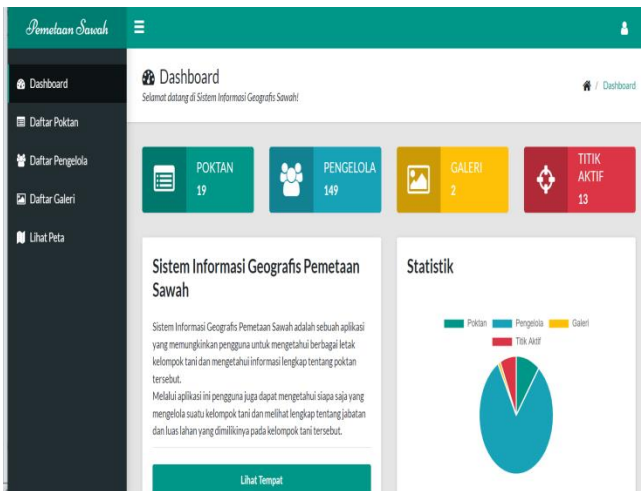 Pemetaan Sawah
Dashboard
Daftar Poktan
Daftar Pengelola
Daftar Galeri
Lihat Peta
Dashboard
Selamat datang di Sistem Informasi Geografis Sawah!
/ Dashboard
POKTAN
19
PENGELOLA
149
GALERI
2
TITIK
AKTIF
13
Sistem Informasi Geografis Pemetaan
Sawah
Sistem Informasi Geografis Pemetaan Sawah adalah sebuah aplikasi
yang memungkinkan pengguna untuk mengetahui berbagai letak
kelompok tani dan mengetahui informasi lengkap tentang poktan
tersebut.
Melalui aplikasi ini pengguna juga dapat mengetahui siapa saja yang
mengelola suatu kelompok tani dan melihat lengkap tentang jabatan
dan luas lahan yang dimilikinya pada kelompok tani tersebut.
Lihat Tempat
Statistik
Poktan Pengelola Galeri
Titik Aktif